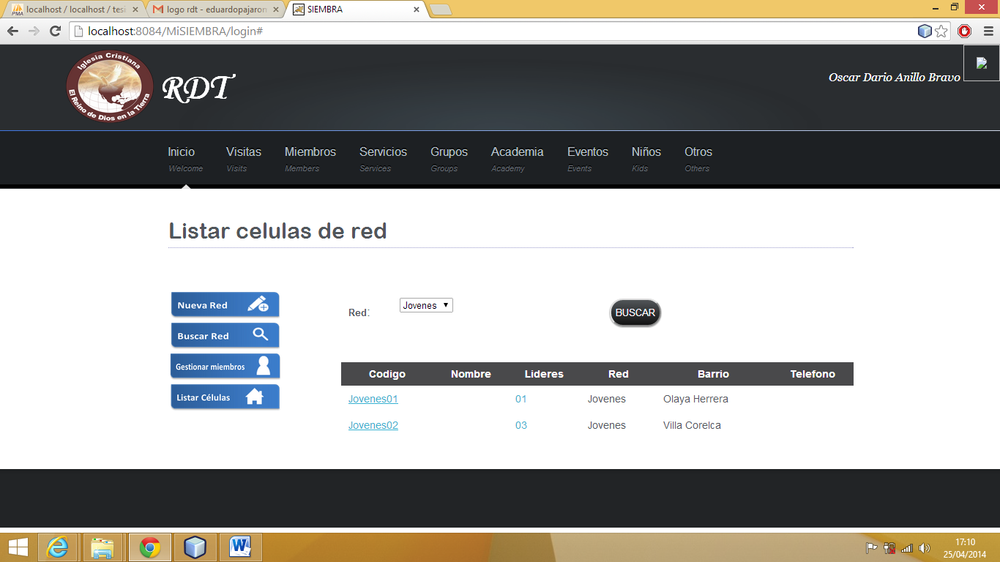 localhost / localhost / tesi
logo rdt - eduardopajaron
SIEMBRA
localhost:8084/MiSIEMBRA/login#
Iglesia Cristiana
El Reino de Dios en la Tierra
RDT
Oscar Dario Anillo Bravo
Inicio Visitas Miembros Servicios Grupos Academia Eventos Niños Otros
Welcome Visits Members Services Groups Academy Events Kids Others
Listar celulas de red
Nueva Red
Buscar Red
Gestionar miembros
Listar Células
Red: Jovenes BUSCAR
Codigo Nombre Lideres Red Barrio Telefono
Jovenes01 01 Jovenes Olaya Herrera
Jovenes02 03 Jovenes Villa Corelca
17:10
25/04/2014